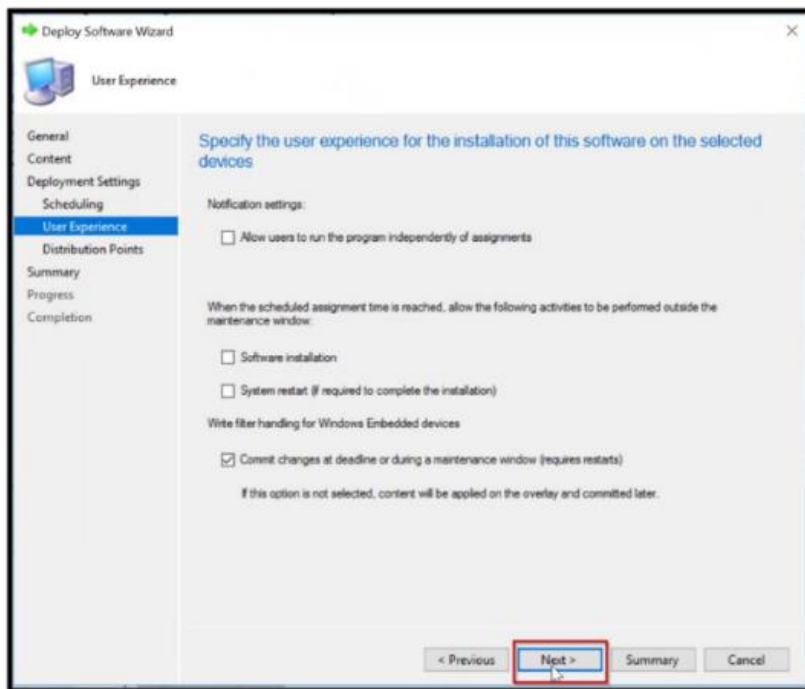 Deploy Software Wizard
User Experience
General
Content
Deployment Settings
Scheduling
User Experience
Distribution Points
Summary
Progress
Completion
Specify the user experience for the installation of this software on the selected
devices
Notification settings:
Allow users to run the program independently of assignments
When the scheduled assignment time is reached, allow the following activities to be performed outside the
maintenance window:
Software installation
System restart (if required to complete the installation)
Write filter handling for Windows Embedded devices
Commit changes at deadline or during a maintenance window (requires restarts)
If this option is not selected, content will be applied on the overlay and committed later.
< Previous
Next >
Summary
Cancel